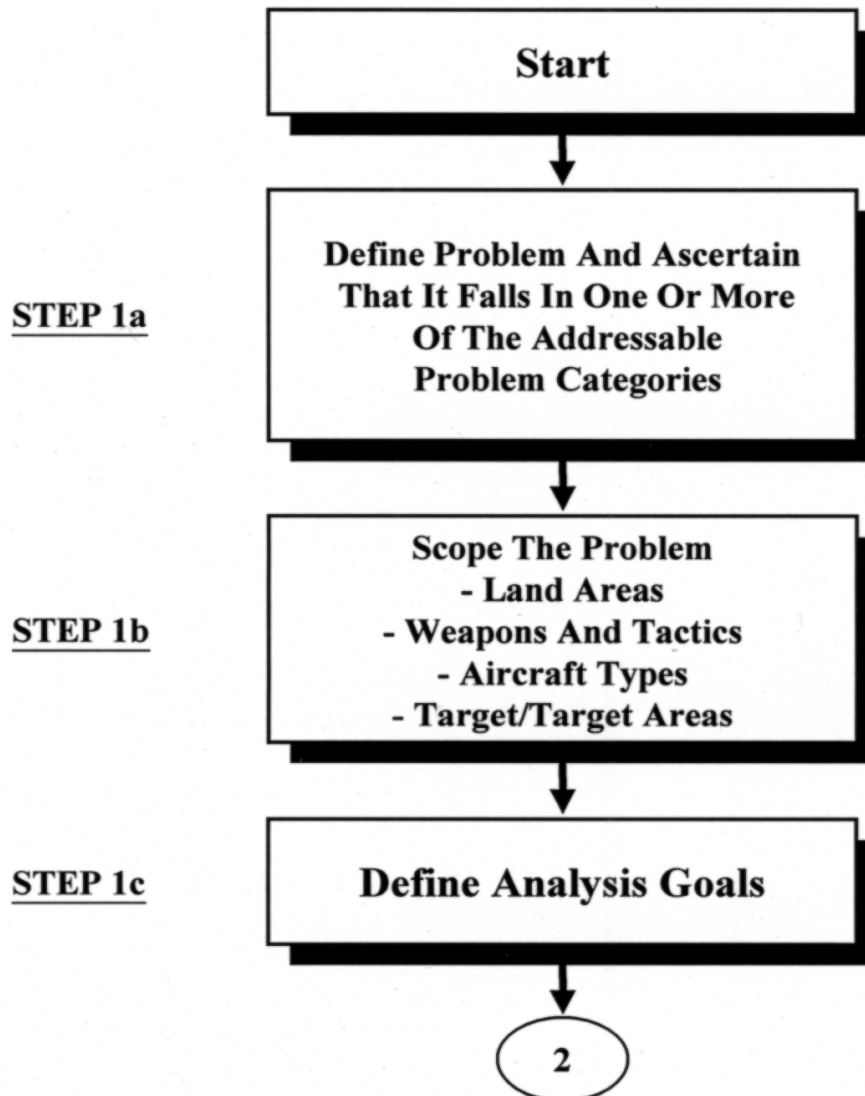 Start
STEP 1a
Define Problem And Ascertain
That It Falls In One Or More
Of The Addressable
Problem Categories
STEP 1b
Scope The Problem
- Land Areas
- Weapons And Tactics
- Aircraft Types
- Target/Target Areas
STEP 1c
Define Analysis Goals
2